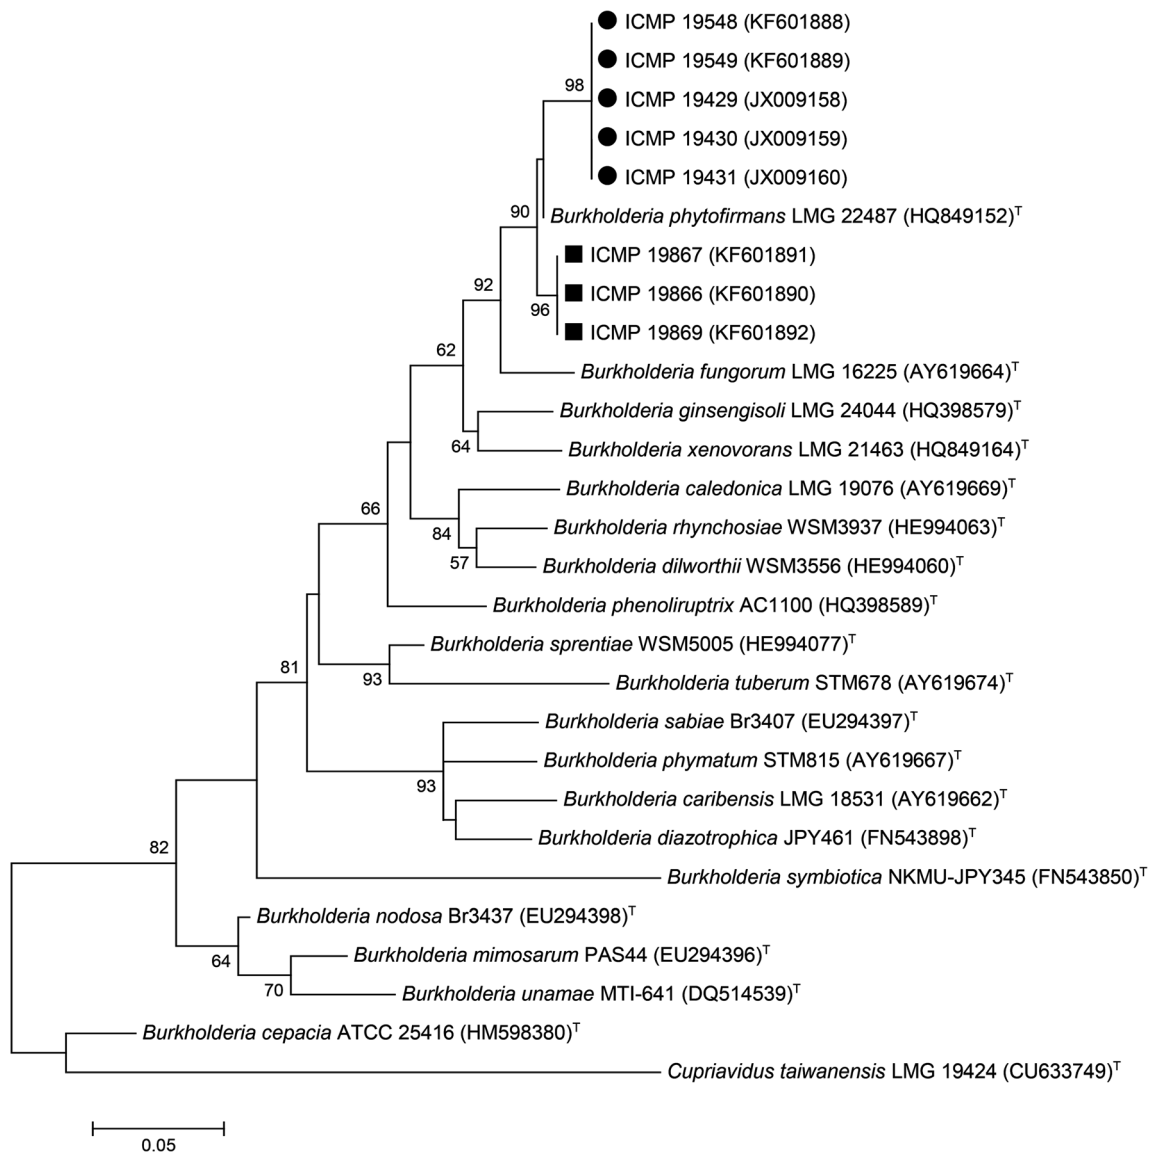 ICMP 19548 (KF601888)
ICMP 19549 (KF601889)
98
ICMP 19429 (JX009158)
ICMP 19430 (JX009159)
ICMP 19431 (JX009160)
90
Burkholderia phytofirmans LMG 22487 (HQ849152)T
ICMP 19867 (KF601891)
92
ICMP 19866 (KF601890)
96
ICMP 19869 (KF601892)
62
Burkholderia fungorum LMG 16225 (AY619664)T
Burkholderia ginsengisoli LMG 24044 (HQ398579)T
64
Burkholderia xenovorans LMG 21463 (HQ849164)T
Burkholderia caledonica LMG 19076 (AY619669)T
66
84
Burkholderia rhynchosiae WSM3937 (HE994063)T
57
Burkholderia dilworthii WSM3556 (HE994060)T
Burkholderia phenoliruptrix AC1100 (HQ398589)T
Burkholderia sprentiae WSM5005 (HE994077)T
81
93
Burkholderia tuberum STM678 (AY619674)T
Burkholderia sabiae Br3407 (EU294397)T
Burkholderia phymatum STM815 (AY619667)T
93
Burkholderia caribensis LMG 18531 (AY619662)T
Burkholderia diazotrophica JPY461 (FN543898)T
82
Burkholderia symbiotica NKMU-JPY345 (FN543850)T
Burkholderia nodosa Br3437 (EU294398)T
64
Burkholderia mimosarum PAS44 (EU294396)T
70
Burkholderia unamae MTI-641 (DQ514539)T
Burkholderia cepacia ATCC 25416 (HM598380)T
Cupriavidus taiwanensis LMG 19424 (CU633749)T
0.05